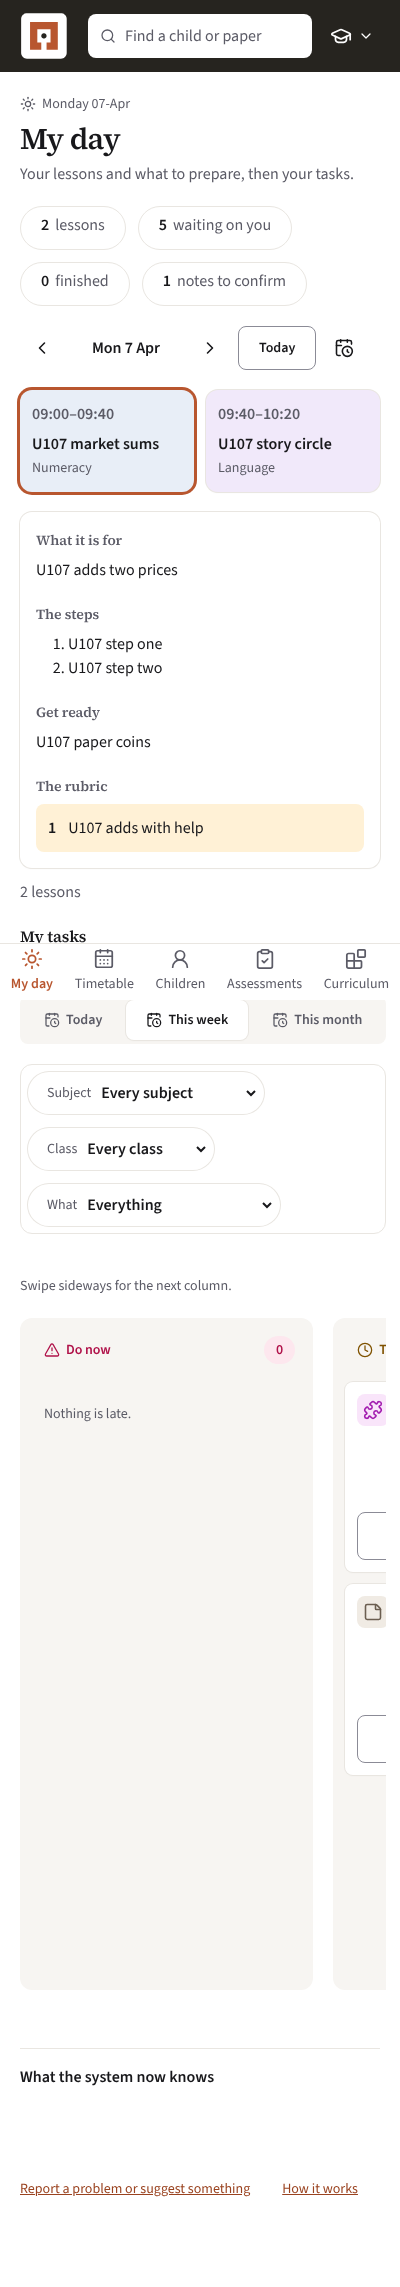 Find a child or paper
Monday 07-Apr
My day
Your lessons and what to prepare, then your tasks.
2 lessons
5 waiting on you
0 finished
1 notes to confirm
Mon 7 Apr
Today
09:00–09:40
U107 market sums
Numeracy
09:40–10:20
U107 story circle
Language
What it is for
U107 adds two prices
The steps
1. U107 step one
2. U107 step two
Get ready
U107 paper coins
The rubric
1 U107 adds with help
2 lessons
My tasks
My day
Timetable
Children
Assessments
Curriculum
Today
This week
This month
Subject Every subject
Class Every class
What Everything
Swipe sideways for the next column.
Do now
0
Nothing is late.
What the system now knows
Report a problem or suggest something
How it works